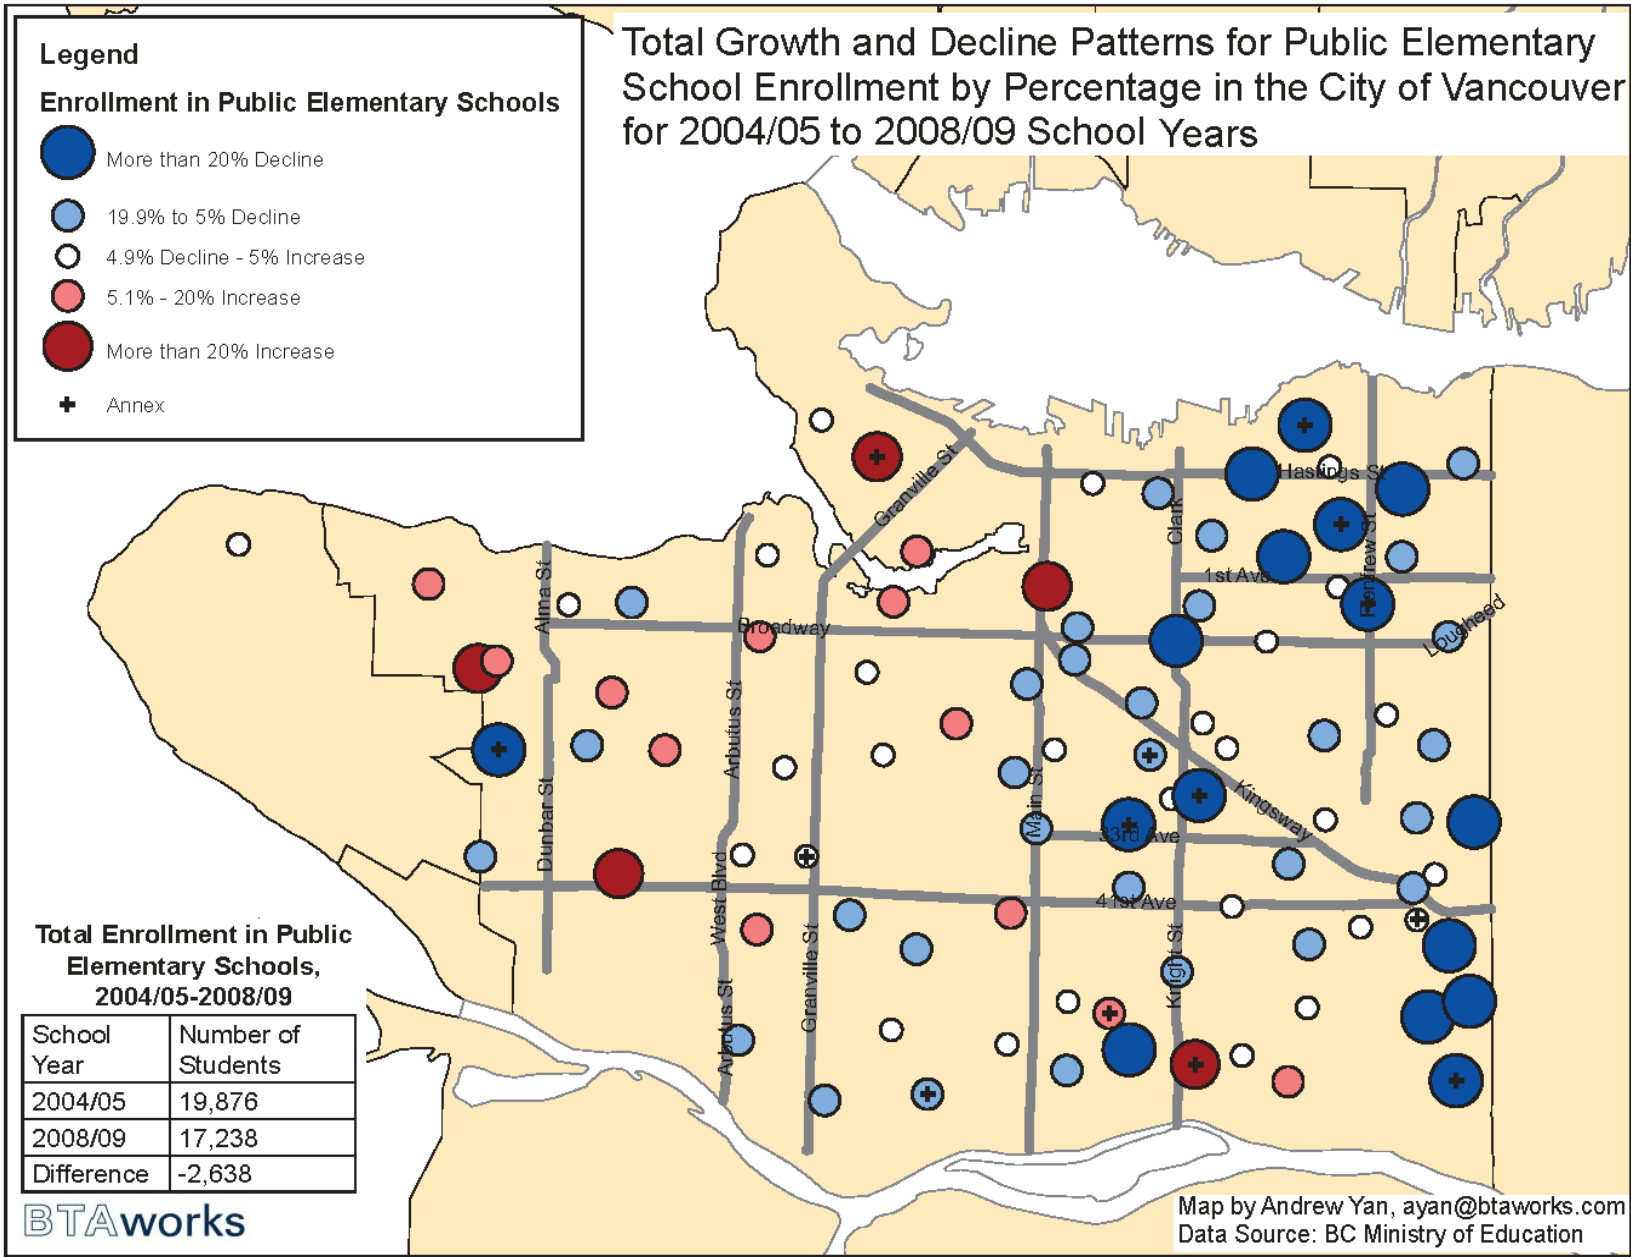 Total Growth and Decline Patterns for Public Elementary
School Enrollment by Percentage in the City of Vancouver
for 2004/05 to 2008/09 School Years
Legend
Enrollment in Public Elementary Schools
More than 20% Decline
19.9% to 5% Decline
4.9% Decline - 5% Increase
5.1% - 20% Increase
More than 20% Increase
Annex
Granville St
Hastings St
Clark
Renfrew St
1st Ave
Alma St
Broadway
Lougheed
Arbutus St
Main St
Kingsway
Dunbar St
33rd Ave
West Blvd
41st Ave
Granville St
Knight St
Arbutus St
Total Enrollment in Public
Elementary Schools,
2004/05-2008/09
School Year Number of Students
2004/05 19,876
2008/09 17,238
Difference -2,638
BTAworks
Map by Andrew Yan, ayan@btaworks.com
Data Source: BC Ministry of Education